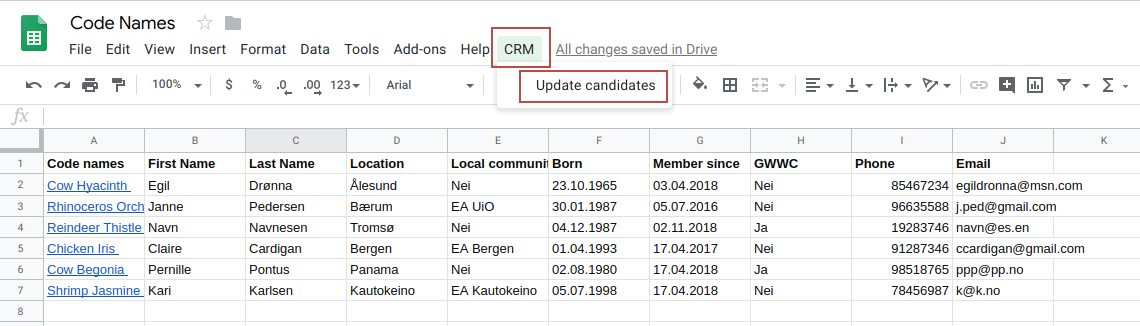 Code Names
File Edit View Insert Format Data Tools Add-ons Help CRM All changes saved in Drive
100% $ % .0 .00 123 Arial Update candidates
fx
A B C D E F G H I J K
1 Code names First Name Last Name Location Local communit Born Member since GWWC Phone Email
2 Cow Hyacinth Egil Drønna Ålesund Nei 23.10.1965 03.04.2018 Nei 85467234 egildronna@msn.com
3 Rhinoceros Orch Janne Pedersen Bærum EA UiO 30.01.1987 05.07.2016 Nei 96635588 j.ped@gmail.com
4 Reindeer Thistle Navn Navnesen Tromsø Nei 04.12.1987 02.11.2018 Ja 19283746 navn@es.en
5 Chicken Iris Claire Cardigan Bergen EA Bergen 01.04.1993 17.04.2017 Nei 91287346 ccardigan@gmail.com
6 Cow Begonia Pernille Pontus Panama Nei 02.08.1980 17.04.2018 Ja 98518765 ppp@pp.no
7 Shrimp Jasmine Kari Karlsen Kautokeino EA Kautokeino 05.07.1998 17.04.2018 Nei 78456987 k@k.no
8